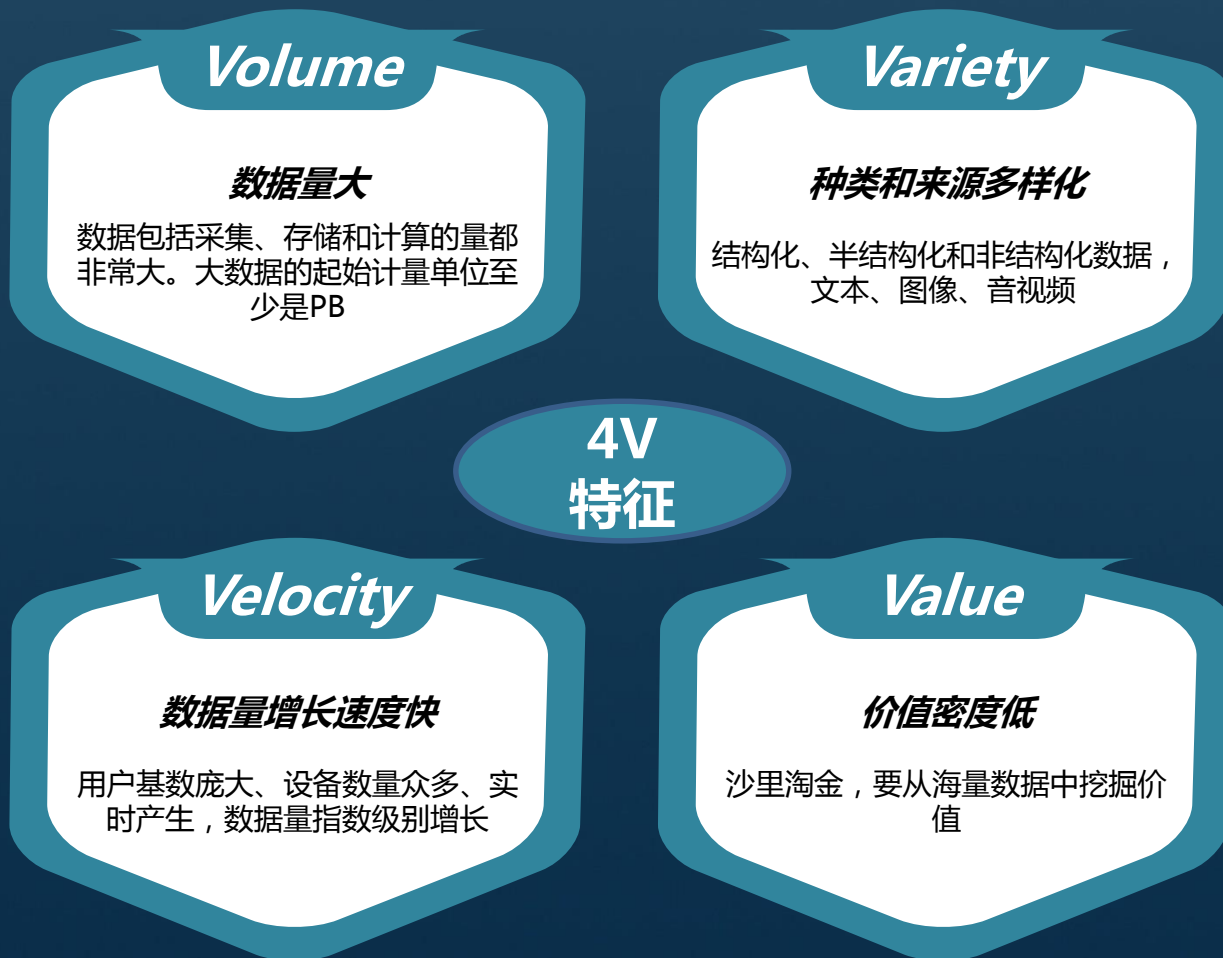 Volume
数据量大
数据包括采集、存储和计算的量都
非常大。大数据的起始计量单位至
少是PB
Variety
种类和来源多样化
结构化、半结构化和非结构化数据，
文本、图像、音视频
4V
特征
Velocity
数据量增长速度快
用户基数庞大、设备数量众多、实
时产生，数据量指数级别增长
Value
价值密度低
沙里淘金，要从海量数据中挖掘价
值